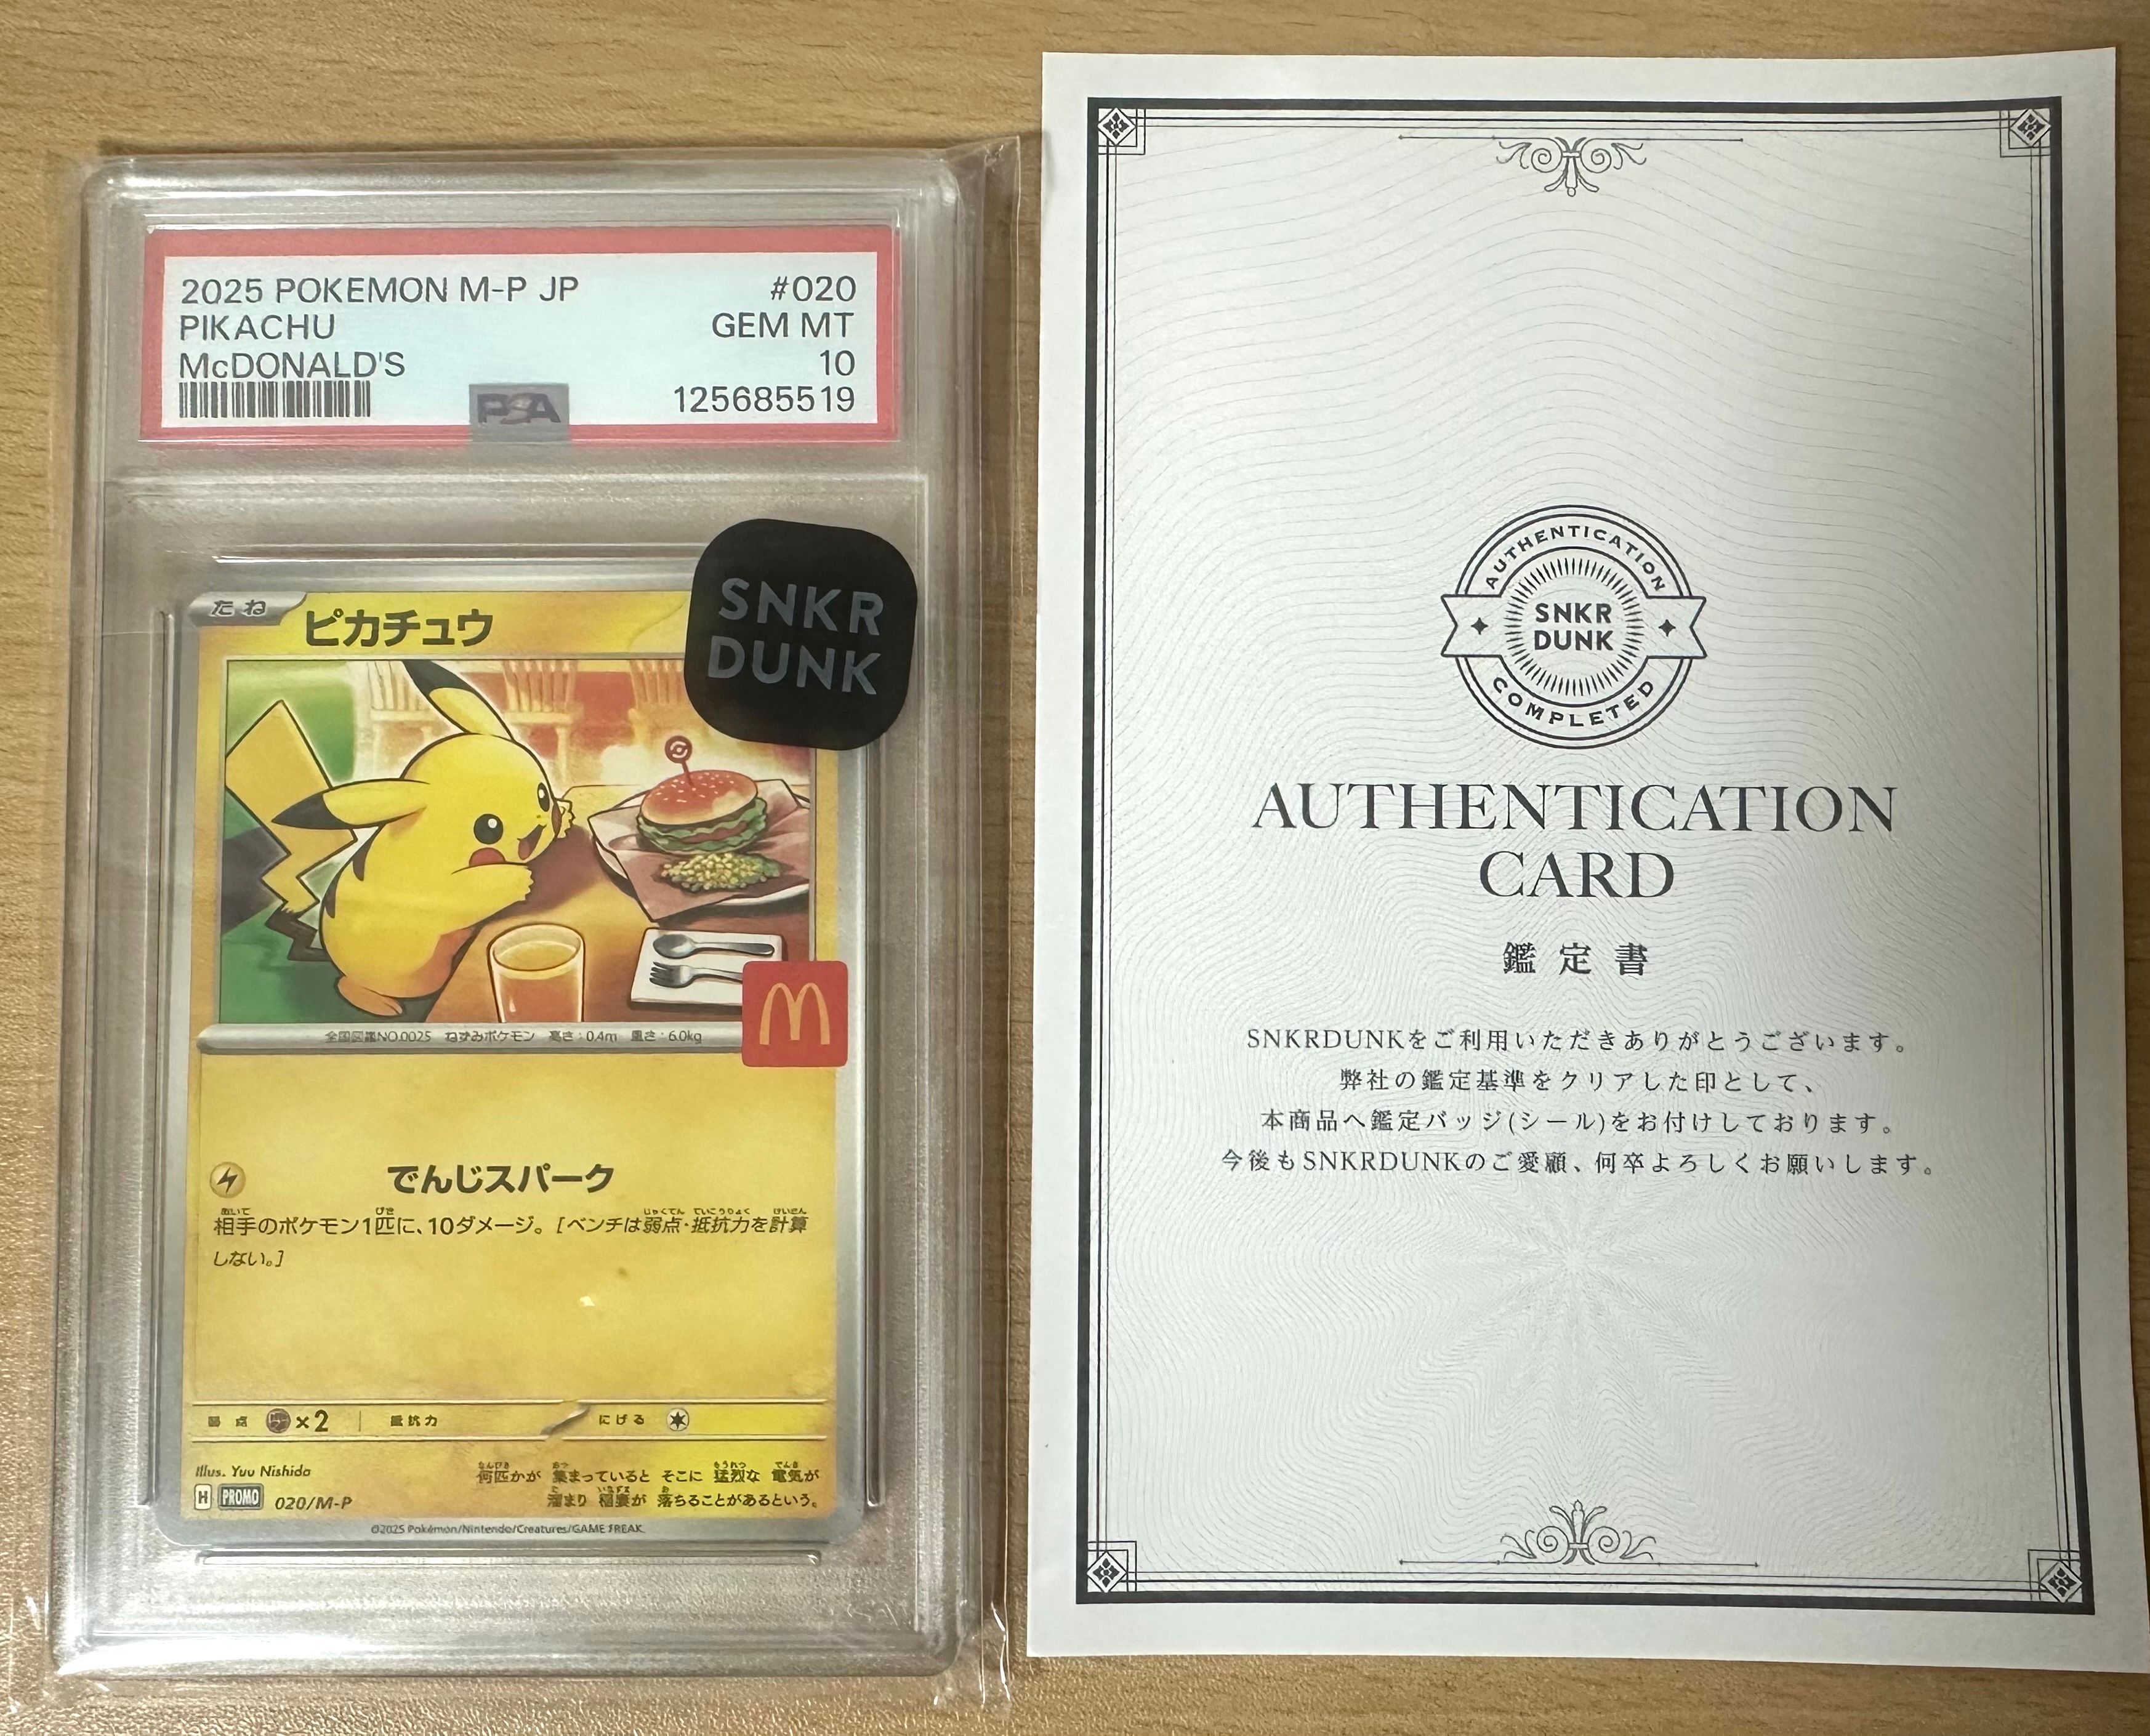 2025 POKEMON M-P JP #020
PIKACHU GEM MT
McDONALD'S 10
125685519
PSA
SNKR
DUNK
たね ピカチュウ
全国図鑑NO.0025 ねずみポケモン 高さ:0.4m 重さ:6.0kg
でんじスパーク
相手のポケモン1匹に、10ダメージ。[ベンチは弱点・抵抗力を計算
しない。]
弱点 ×2 抵抗力 にげる
Illus. Yuu Nishida
何匹かが 集まっていると そこに 猛烈な 電気が
溜まり 稲妻が 落ちることがあるという。
H PROMO 020/M-P
©2025 Pokémon/Nintendo/Creatures/GAME FREAK
AUTHENTICATION
SNKR
DUNK
COMPLETED
AUTHENTICATION
CARD
鑑定書
SNKRDUNKをご利用いただきありがとうございます。
弊社の鑑定基準をクリアした印として、
本商品へ鑑定バッジ(シール)をお付けしております。
今後もSNKRDUNKのご愛顧、何卒よろしくお願いします。